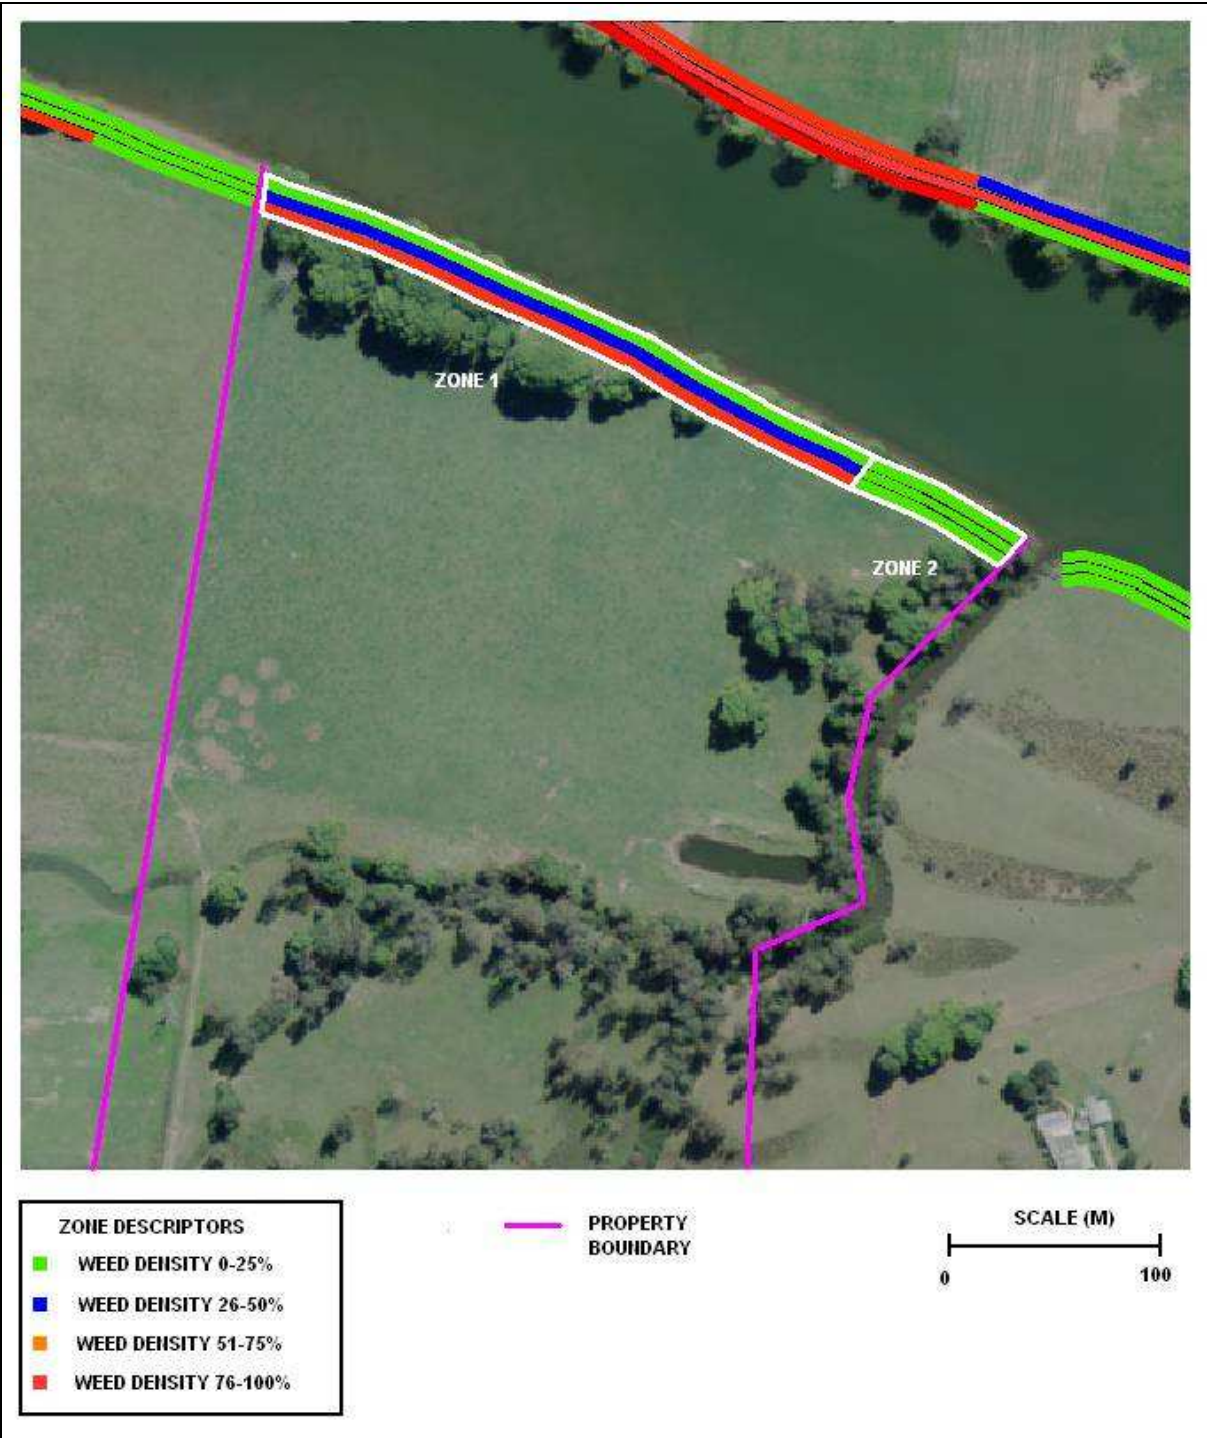 ZONE 1
ZONE 2
ZONE DESCRIPTORS
WEED DENSITY 0-25%
WEED DENSITY 26-50%
WEED DENSITY 51-75%
WEED DENSITY 76-100%
PROPERTY
BOUNDARY
SCALE (M)
0 100